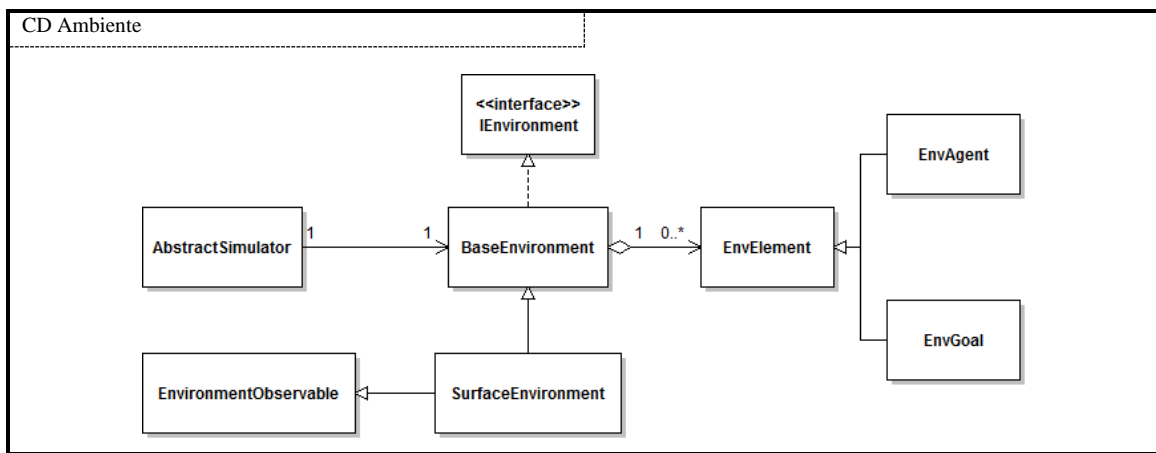 CD Ambiente
<<interface>>
IEnvironment
EnvAgent
AbstractSimulator
1
1
BaseEnvironment
1
0..*
EnvElement
EnvGoal
EnvironmentObservable
SurfaceEnvironment